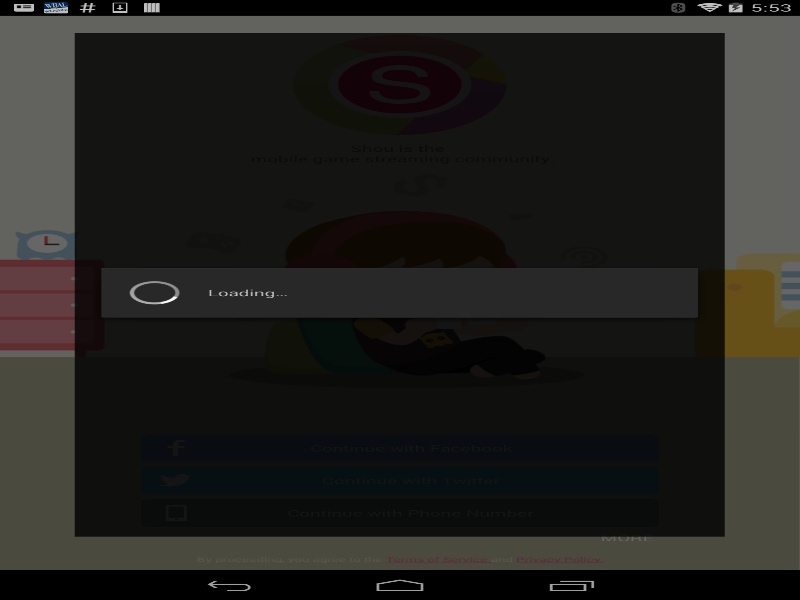 WBAL
#
5:53
S
Shou is the
mobile game streaming community
Loading...
f
Continue with Facebook
Continue with Twitter
Continue with Phone Number
MORE
By proceeding, you agree to the Terms of Service and Privacy Policy.